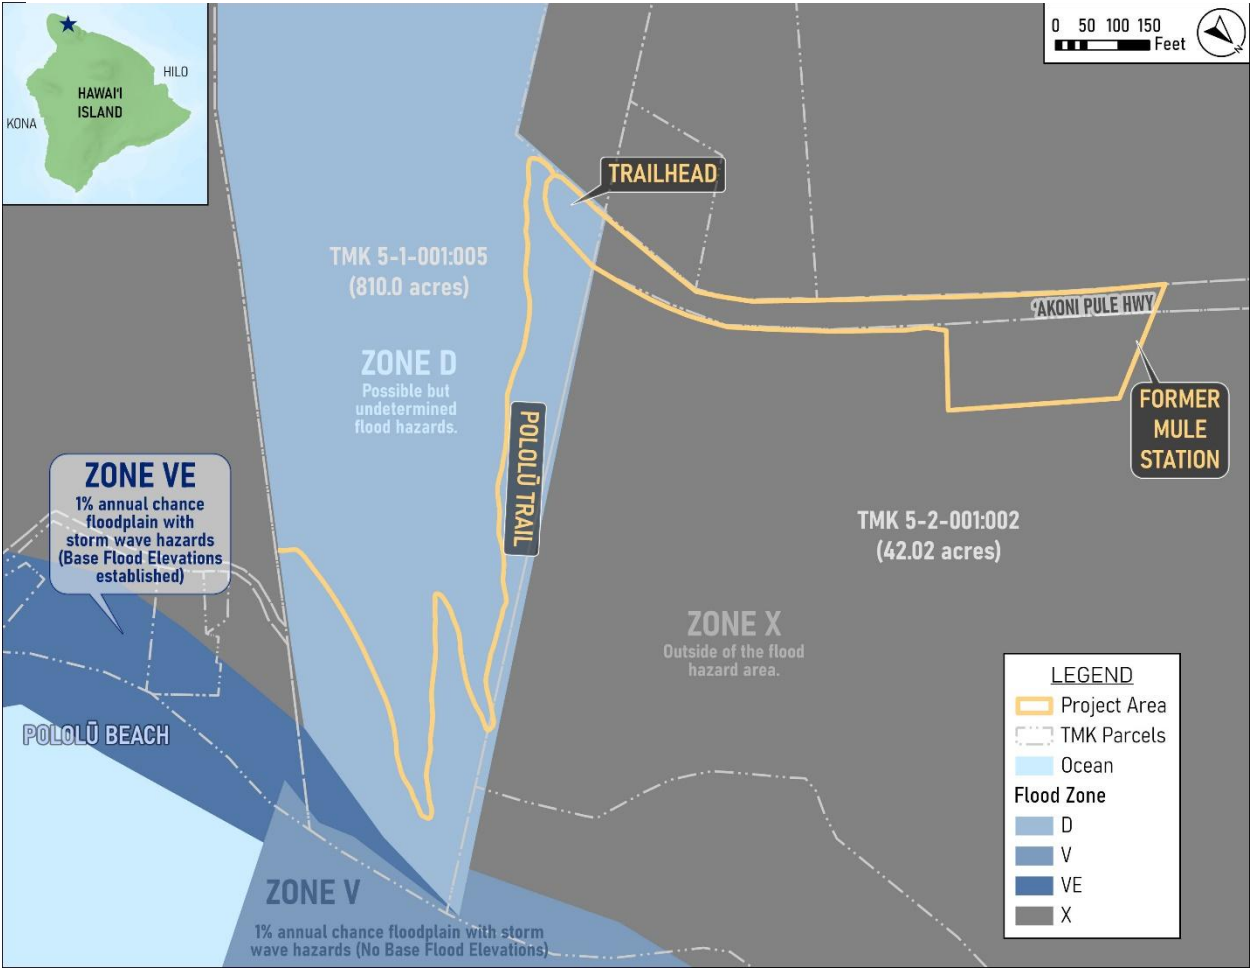 HILO
HAWAI'I
ISLAND
KONA
0 50 100 150
Feet
N
TRAILHEAD
TMK 5-1-001:005
(810.0 acres)
'AKONI PULE HWY
ZONE D
Possible but
undetermined
flood hazards.
FORMER
MULE
STATION
POLOLŪ TRAIL
ZONE VE
1% annual chance
floodplain with
storm wave hazards
(Base Flood Elevations
established)
TMK 5-2-001:002
(42.02 acres)
ZONE X
Outside of the flood
hazard area.
POLOLŪ BEACH
ZONE V
1% annual chance floodplain with storm
wave hazards (No Base Flood Elevations)
LEGEND
Project Area
TMK Parcels
Ocean
Flood Zone
D
V
VE
X